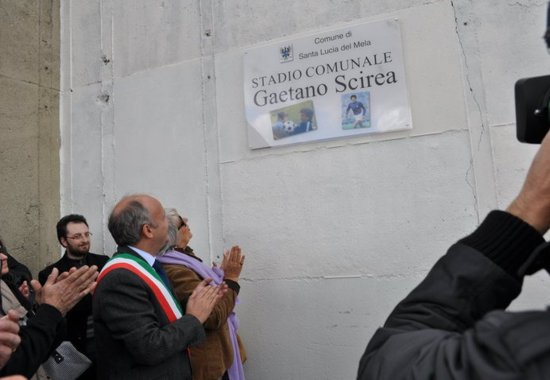 Comune di
Santa Lucia del Mela
STADIO COMUNALE
Gaetano Scirea